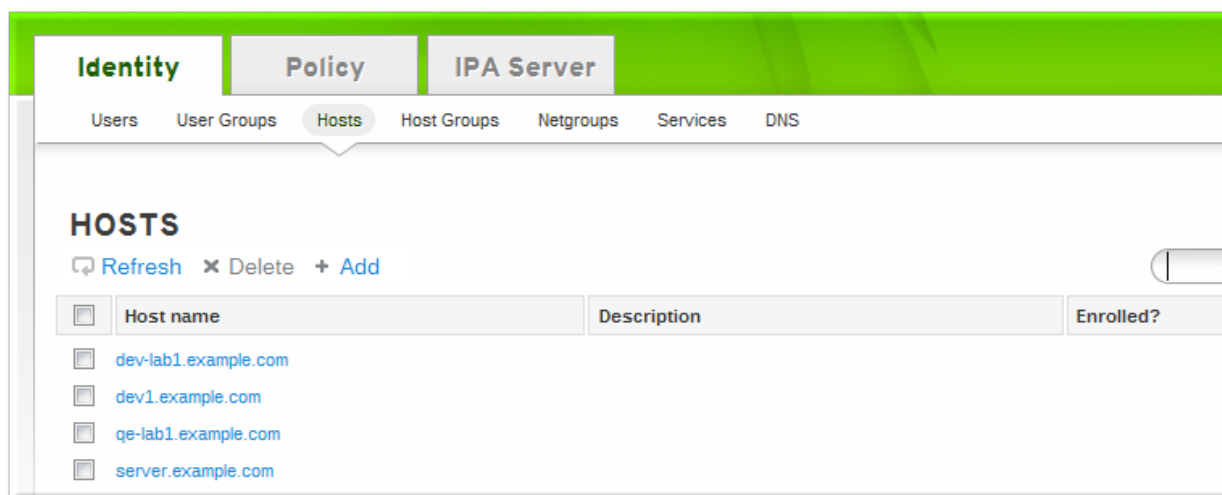 Identity Policy IPA Server
Users User Groups Hosts Host Groups Netgroups Services DNS
HOSTS
Refresh Delete Add
Host name Description Enrolled?
dev-lab1.example.com
dev1.example.com
qe-lab1.example.com
server.example.com